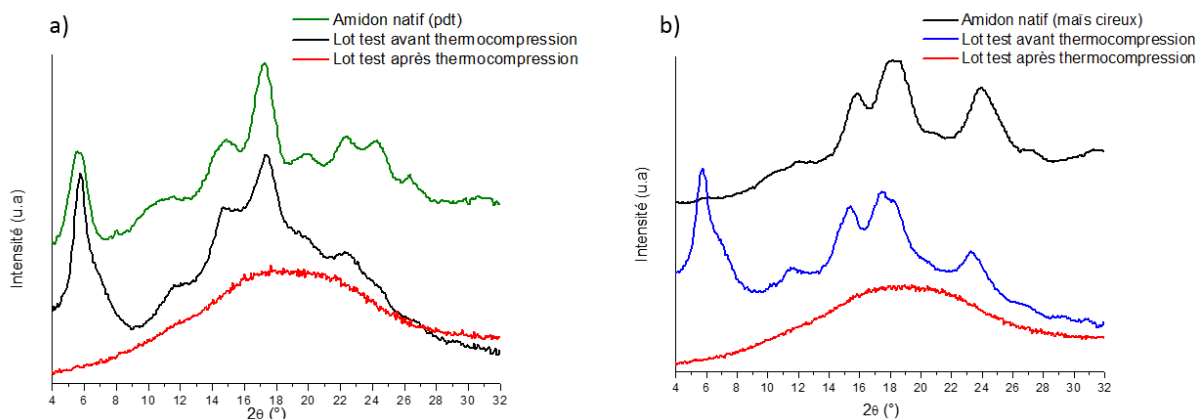 a)
Amidon natif (pdt)
Lot test avant thermocompression
Lot test après thermocompression
Intensité (u.a)
4 6 8 10 12 14 16 18 20 22 24 26 28 30 32
2θ (°)
b)
Amidon natif (maïs cireux)
Lot test avant thermocompression
Lot test après thermocompression
Intensité (u.a)
4 6 8 10 12 14 16 18 20 22 24 26 28 30 32
2θ (°)